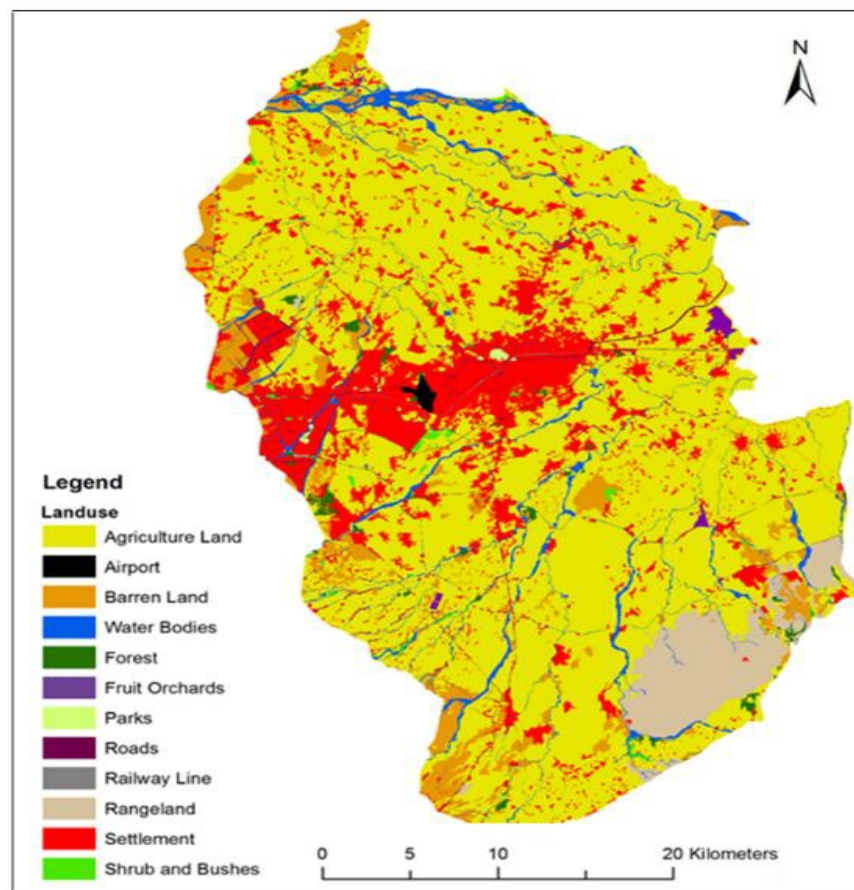 N
Legend
Landuse
Agriculture Land
Airport
Barren Land
Water Bodies
Forest
Fruit Orchards
Parks
Roads
Railway Line
Rangeland
Settlement
Shrub and Bushes
0 5 10 20 Kilometers